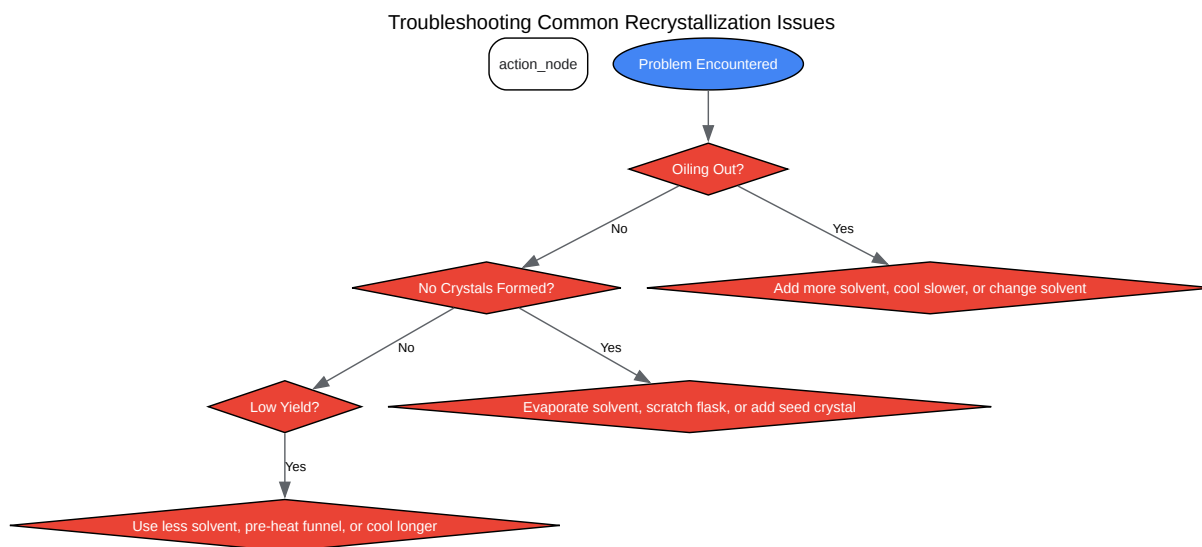 Troubleshooting Common Recrystallization Issues
action_node
Problem Encountered
Oiling Out?
No
Yes
No Crystals Formed?
Add more solvent, cool slower, or change solvent
No
Yes
Low Yield?
Evaporate solvent, scratch flask, or add seed crystal
Yes
Use less solvent, pre-heat funnel, or cool longer